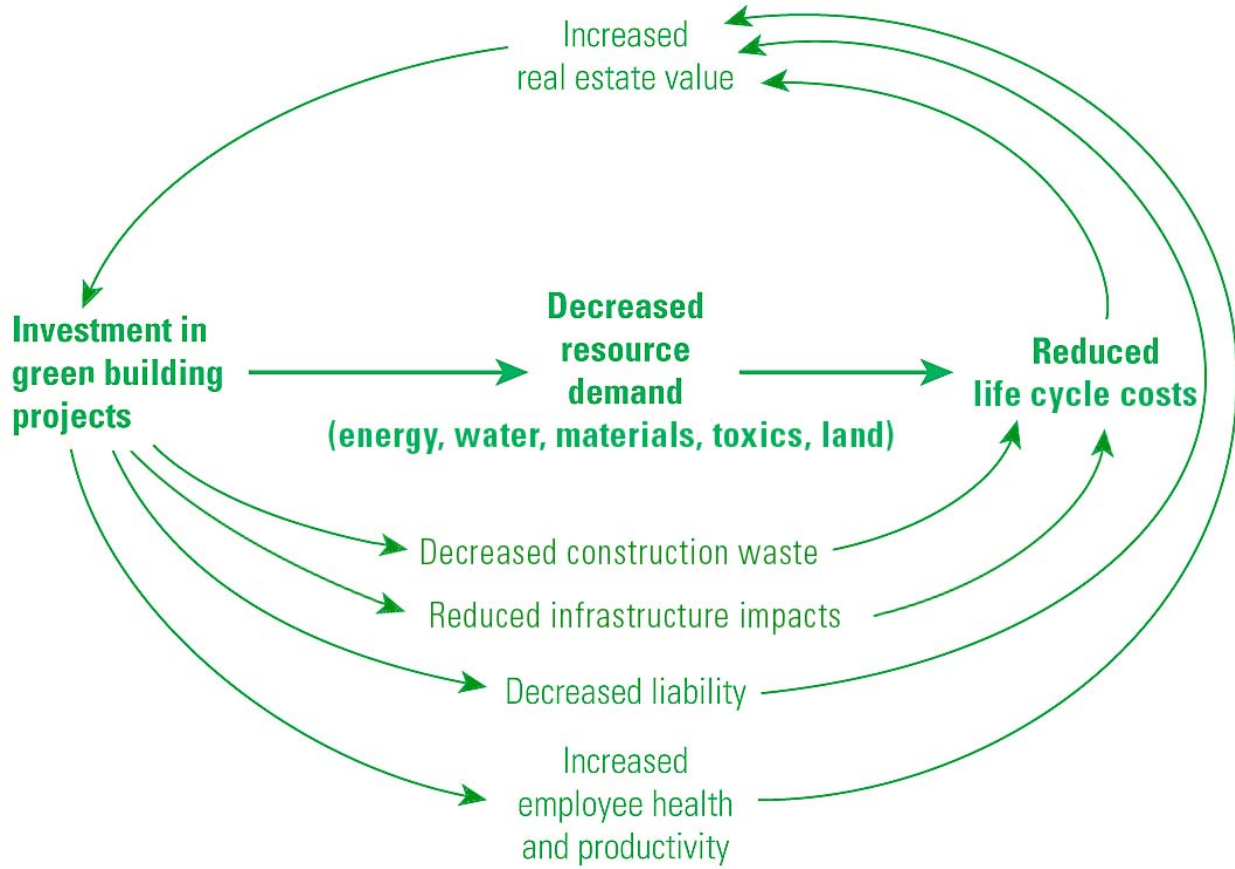 Increased
real estate value
Investment in
green building
projects
Decreased
resource
demand
(energy, water, materials, toxics, land)
Reduced
life cycle costs
Decreased construction waste
Reduced infrastructure impacts
Decreased liability
Increased
employee health
and productivity